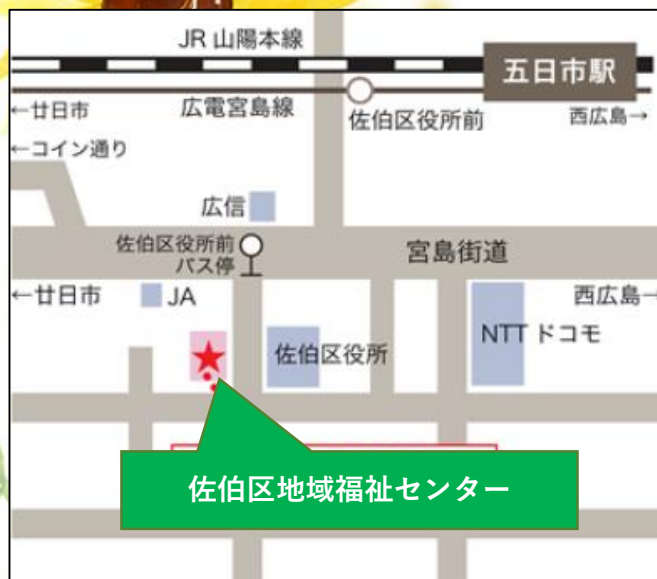 JR 山陽本線
五日市駅
←廿日市
広電宮島線
佐伯区役所前
西広島→
←コイン通り
広信
佐伯区役所前
バス停
宮島街道
←廿日市
JA
西広島→
佐伯区役所
NTT ドコモ
佐伯区地域福祉センター